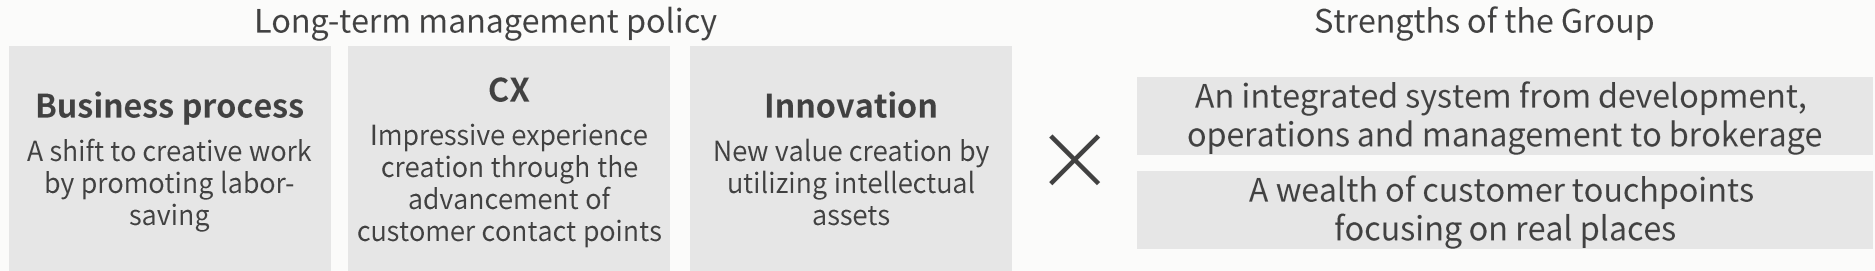 Long-term management policy
Business process
A shift to creative work
by promoting labor-
saving
CX
Impressive experience
creation through the
advancement of
customer contact points
Innovation
New value creation by
utilizing intellectual
assets
×
Strengths of the Group
An integrated system from development,
operations and management to brokerage
A wealth of customer touchpoints
focusing on real places